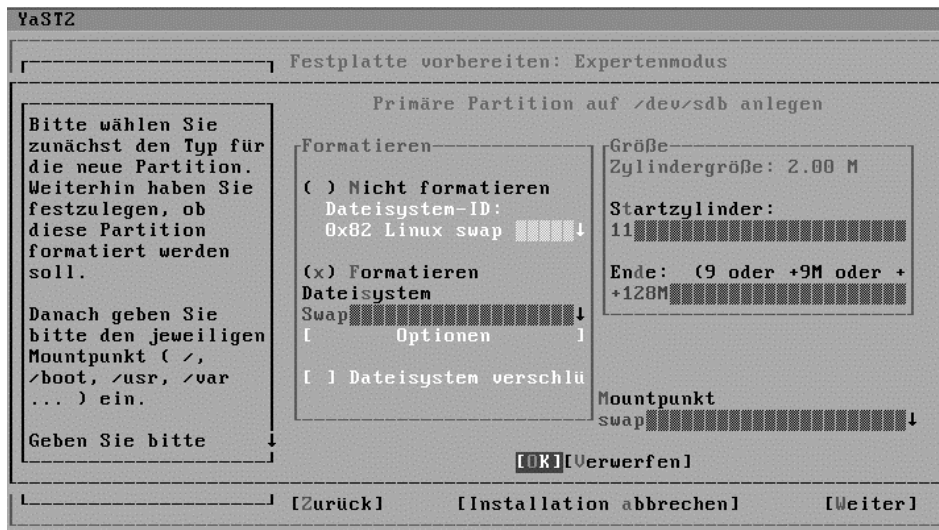 YaST2
Festplatte vorbereiten: Expertenmodus
Primäre Partition auf /dev/sdb anlegen
Bitte wählen Sie
zunächst den Typ für
die neue Partition.
Weiterhin haben Sie
festzulegen, ob
diese Partition
formatiert werden
soll.
Danach geben Sie
bitte den jeweiligen
Mountpunkt ( /,
/boot, /usr, /var
... ) ein.
Geben Sie bitte
Formatieren
( ) Nicht formatieren
Dateisystem-ID:
0x82 Linux swap
(x) Formatieren
Dateisystem
Swap
[ Optionen ]
[ ] Dateisystem verschlü
Größe
Zylindergröße: 2.00 M
Startzylinder:
11
Ende: (9 oder +9M oder +
+128M
Mountpunkt
swap
[OK][Verwerfen]
[Zurück] [Installation abbrechen] [Weiter]